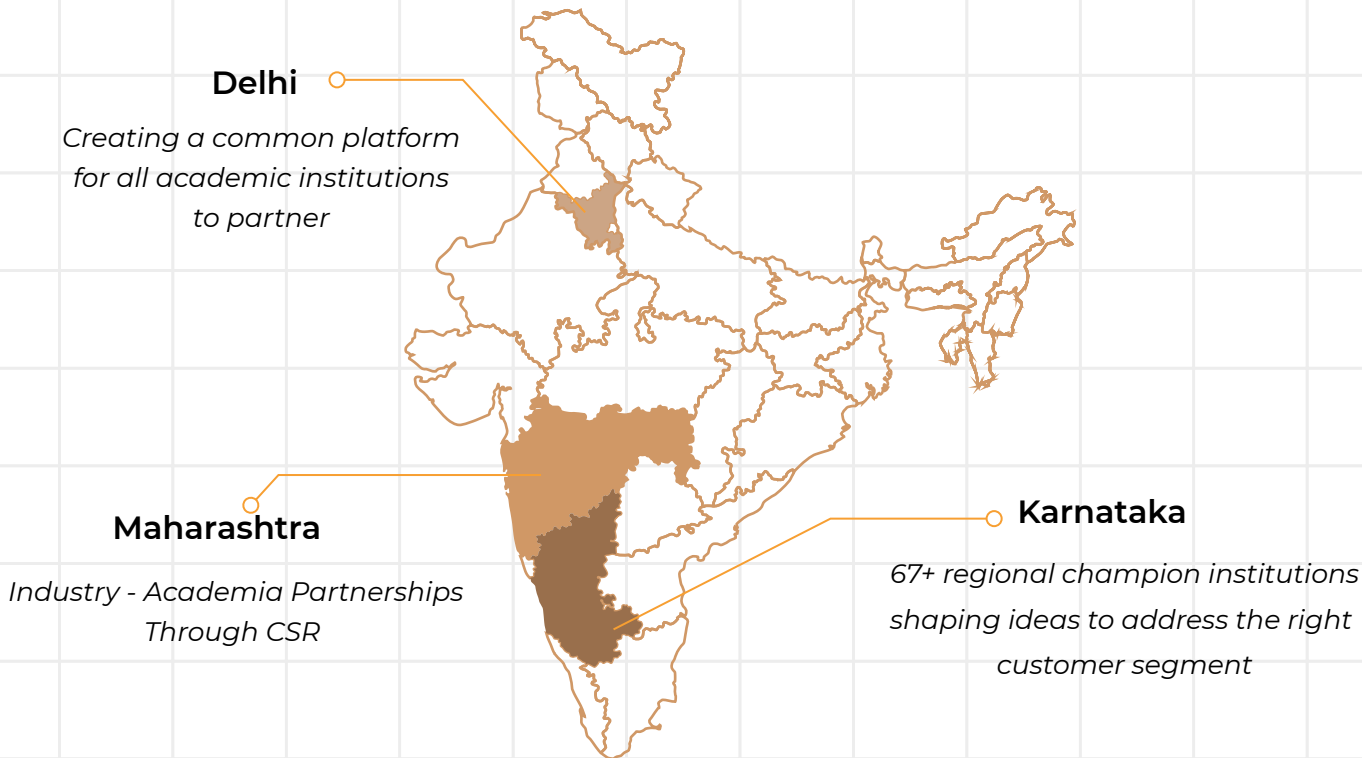 Delhi
Creating a common platform
for all academic institutions
to partner
Maharashtra
Industry - Academia Partnerships
Through CSR
Karnataka
67+ regional champion institutions
shaping ideas to address the right
customer segment